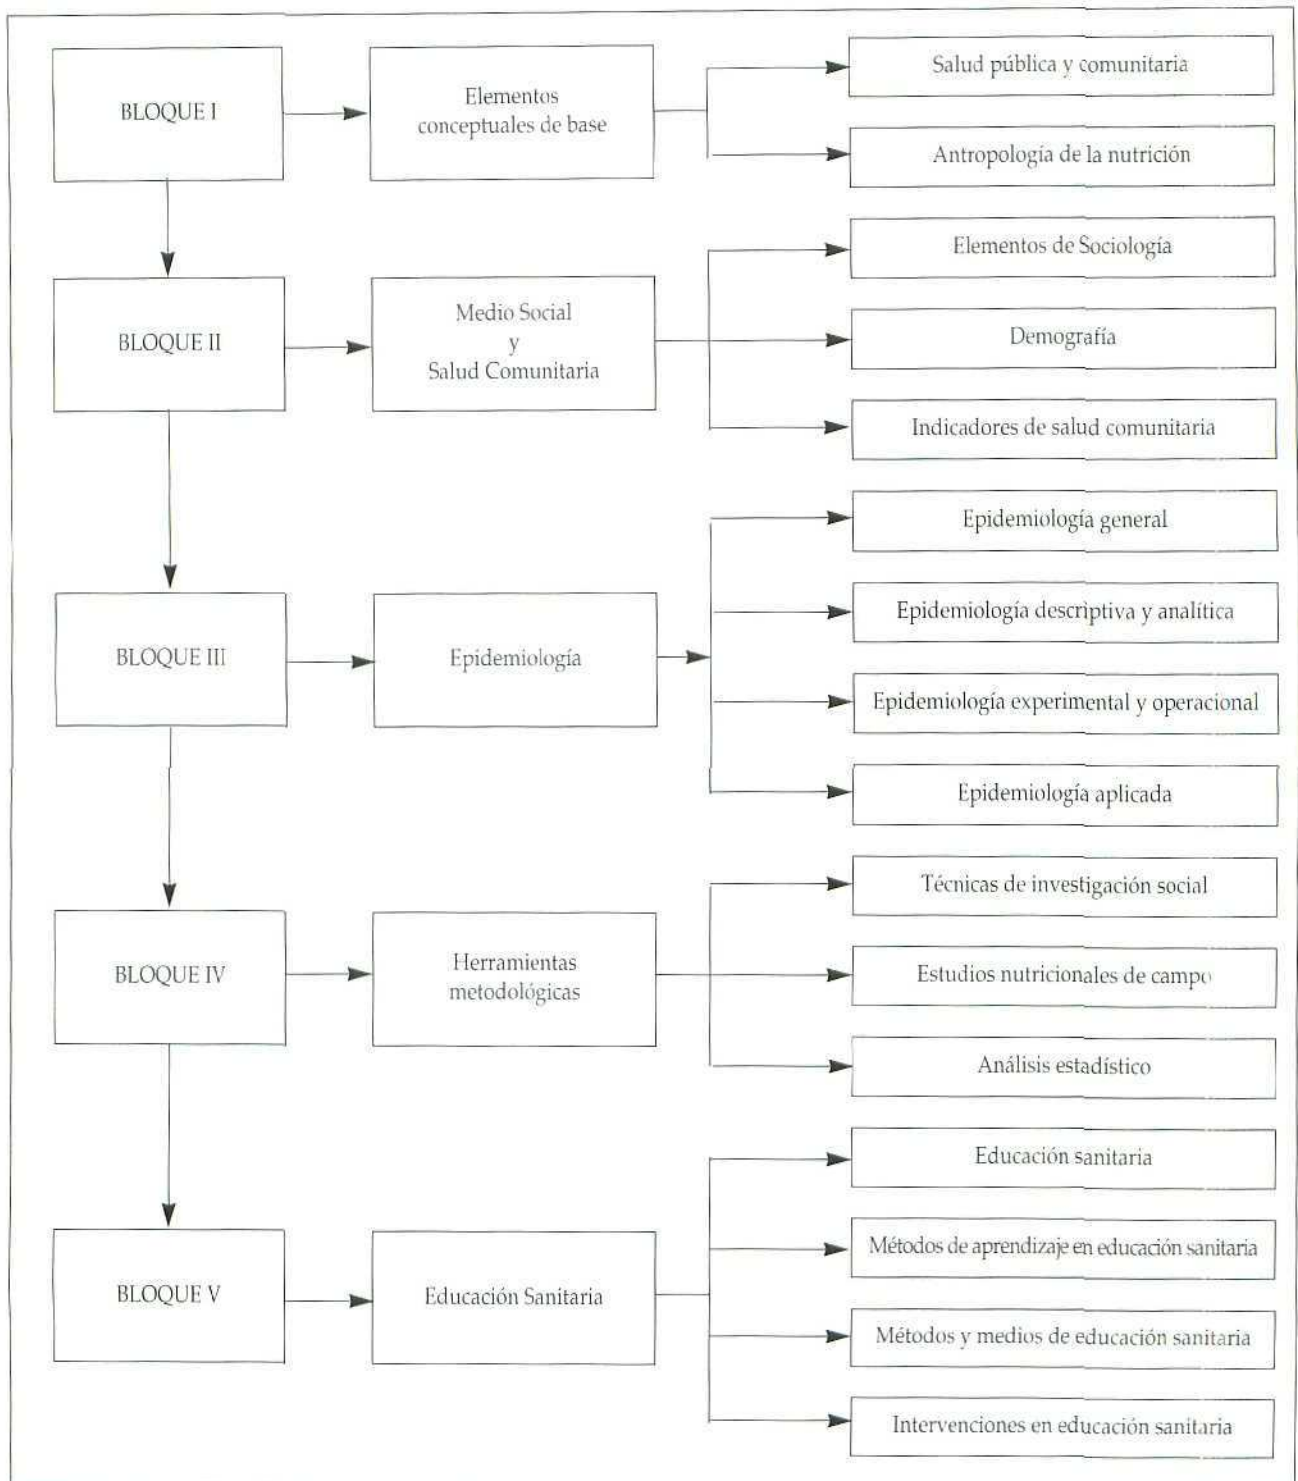 BLOQUE I
Elementos
conceptuales de base
Salud pública y comunitaria
Antropología de la nutrición
BLOQUE II
Medio Social
y
Salud Comunitaria
Elementos de Sociología
Demografía
Indicadores de salud comunitaria
BLOQUE III
Epidemiología
Epidemiología general
Epidemiología descriptiva y analítica
Epidemiología experimental y operacional
Epidemiología aplicada
BLOQUE IV
Herramientas
metodológicas
Técnicas de investigación social
Estudios nutricionales de campo
Análisis estadístico
BLOQUE V
Educación Sanitaria
Educación sanitaria
Métodos de aprendizaje en educación sanitaria
Métodos y medios de educación sanitaria
Intervenciones en educación sanitaria